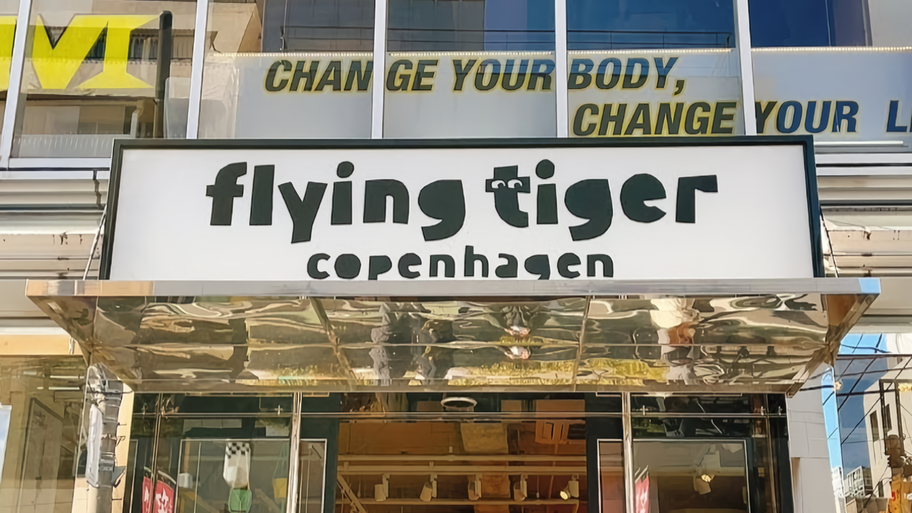 M
CHANGE YOUR BODY,
CHANGE YOUR L
flying tiger
copenhagen